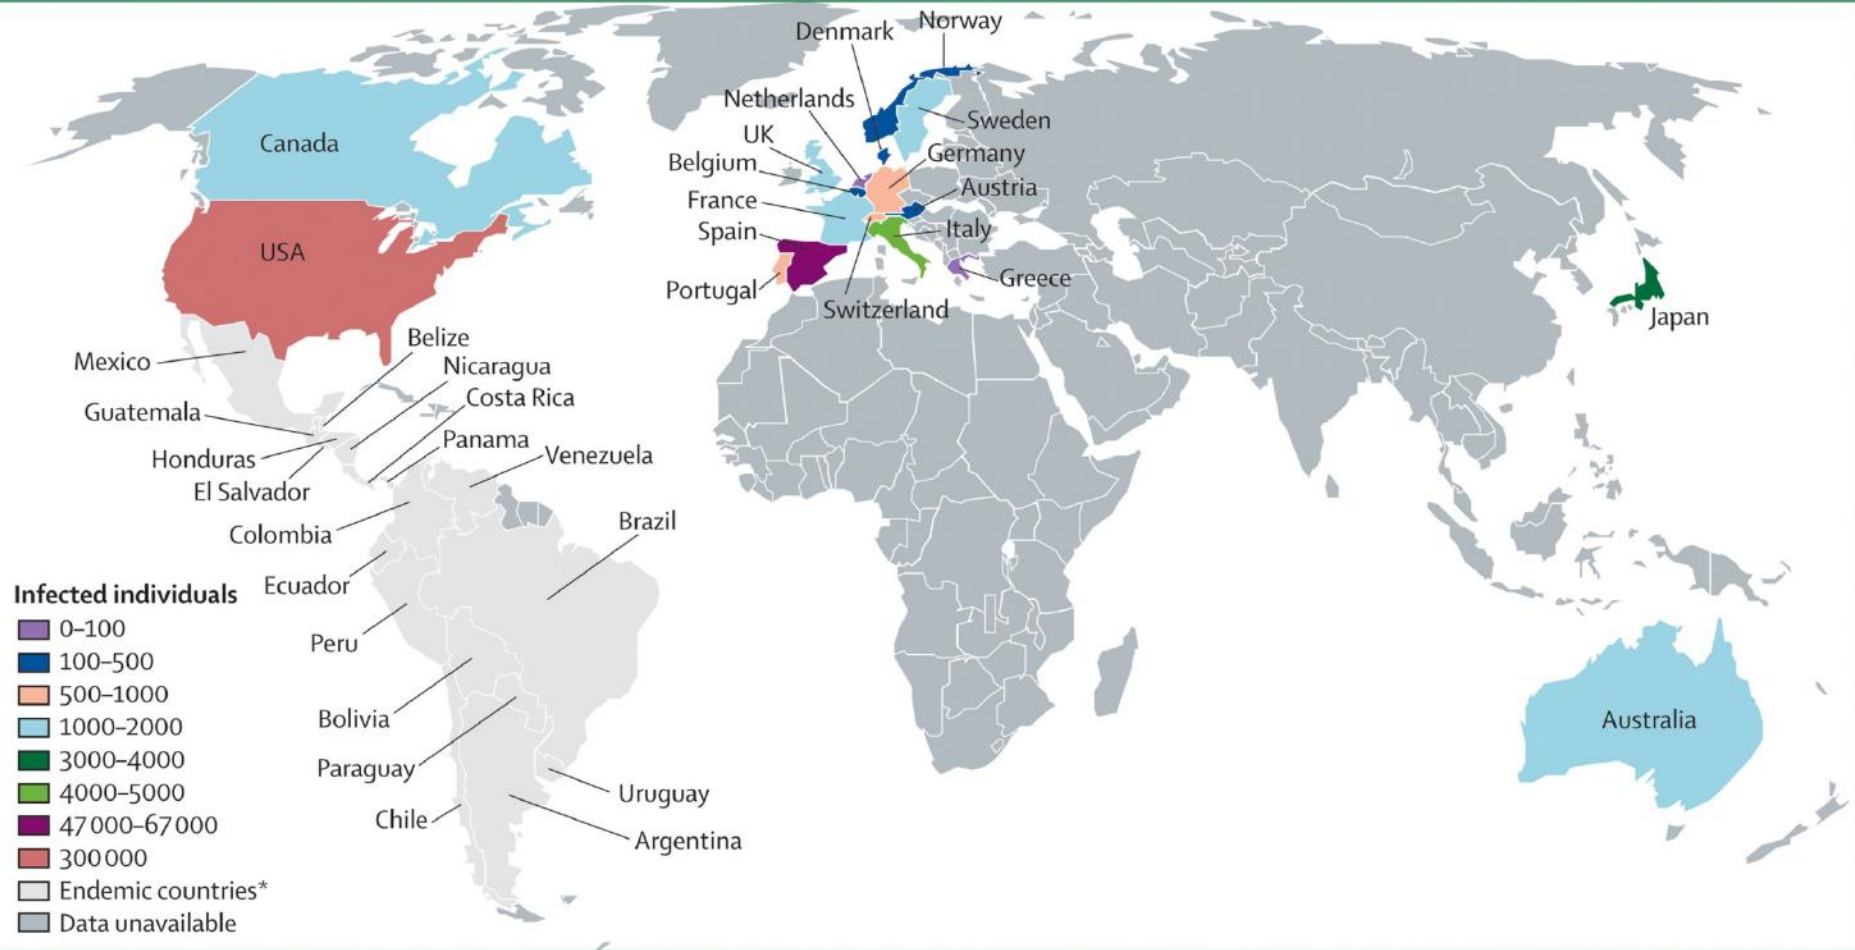 Norway
Denmark
Netherlands
Sweden
UK
Germany
Belgium
Austria
France
Spain
Italy
Portugal
Greece
Switzerland
Canada
USA
Japan
Mexico
Belize
Nicaragua
Guatemala
Costa Rica
Panama
Honduras
Venezuela
El Salvador
Colombia
Brazil
Ecuador
Peru
Bolivia
Paraguay
Uruguay
Chile
Argentina
Australia
Infected individuals
0–100
100–500
500–1000
1000–2000
3000–4000
4000–5000
47 000–67 000
300 000
Endemic countries*
Data unavailable